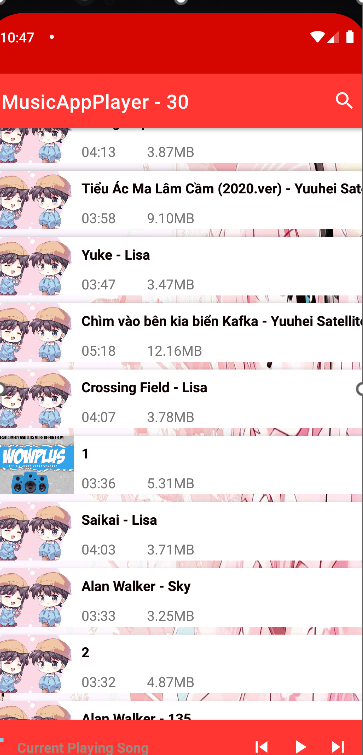 10:47
MusicAppPlayer - 30
04:13 3.87MB
Tiểu Ác Ma Lâm Cầm (2020.ver) - Yuuhei Sat
03:58 9.10MB
Yuke - Lisa
03:47 3.47MB
Chìm vào bên kia biển Kafka - Yuuhei Satellit
05:18 12.16MB
Crossing Field - Lisa
04:07 3.78MB
WOWPLUS
1
03:36 5.31MB
Saikai - Lisa
04:03 3.71MB
Alan Walker - Sky
03:33 3.25MB
2
03:32 4.87MB
Alan Walker - 135
Current Playing Song